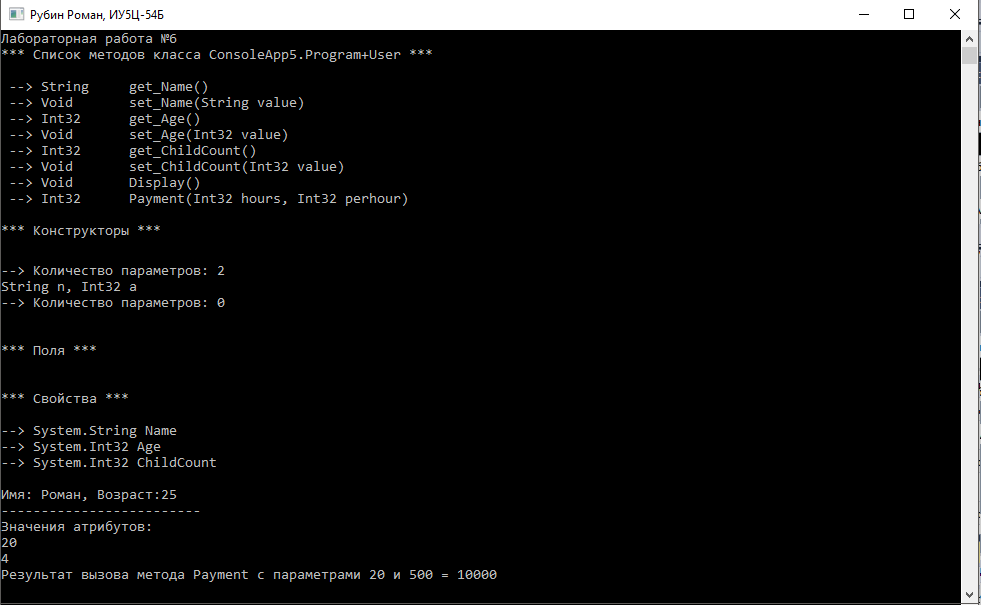 Рубин Роман, ИУ5Ц-54Б
Лабораторная работа №6
*** Список методов класса ConsoleApp5.Program+User ***
--> String     get_Name()
--> Void       set_Name(String value)
--> Int32      get_Age()
--> Void       set_Age(Int32 value)
--> Int32      get_ChildCount()
--> Void       set_ChildCount(Int32 value)
--> Void       Display()
--> Int32      Payment(Int32 hours, Int32 perhour)
*** Конструкторы ***
--> Количество параметров: 2
String n, Int32 a
--> Количество параметров: 0
*** Поля ***
*** Свойства ***
--> System.String Name
--> System.Int32 Age
--> System.Int32 ChildCount
Имя: Роман, Возраст:25
-------------------------
Значения атрибутов:
20
4
Результат вызова метода Payment с параметрами 20 и 500 = 10000